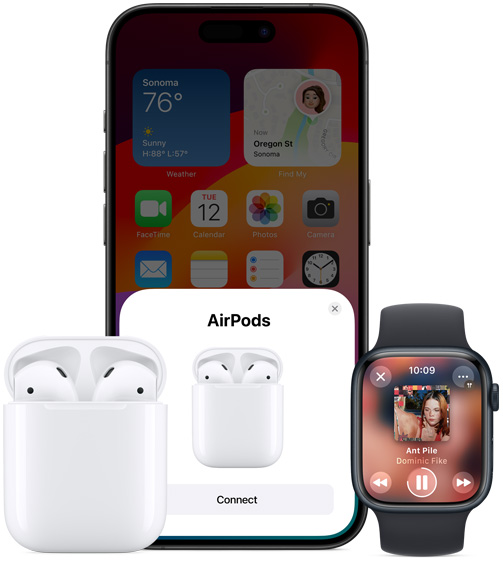 Sonoma
76°
Sunny
H:88° L:57°
Weather
Now
Oregon St
Sonoma
Find My
FaceTime
TUE
12
Calendar
Photos
Camera
AirPods
Connect
10:09
Ant Pile
Dominic Fike